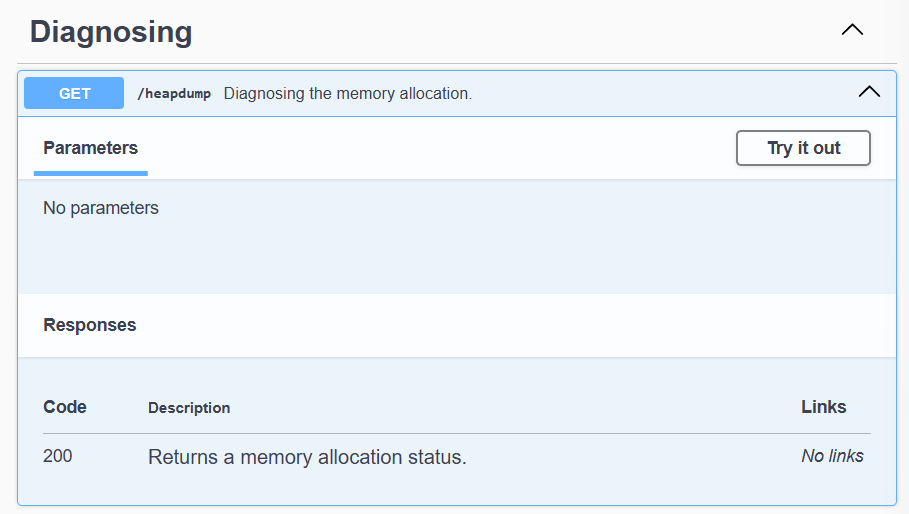 Diagnosing
GET /heapdump Diagnosing the memory allocation.
Parameters Try it out
No parameters
Responses
Code Description Links
200 Returns a memory allocation status. No links